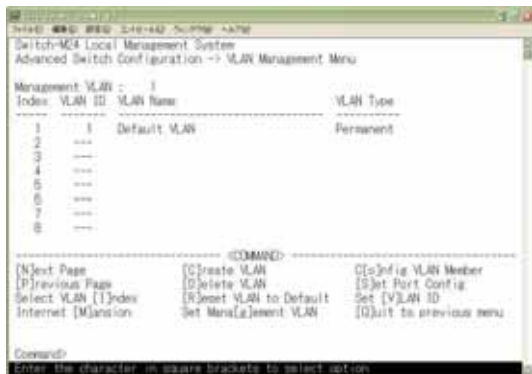 Switch-M24 Local Management System
Advanced Switch Configuration -> VLAN Management Menu
Management VLAN : 1
Index VLAN ID VLAN Name VLAN Type
1 1 Default VLAN Permanent
2 ---
3 ---
4 ---
5 ---
6 ---
7 ---
8 ---
<COMMAND>
[N]ext Page [C]reate VLAN C[o]nfig VLAN Member
[P]revious Page [D]elete VLAN [S]et Port Config
Select VLAN [I]ndex [R]eset VLAN to Default Set [V]LAN ID
Internet [M]ansion Set Mana[g]ement VLAN [Q]uit to previous menu
Command>
Enter the character in square brackets to select option